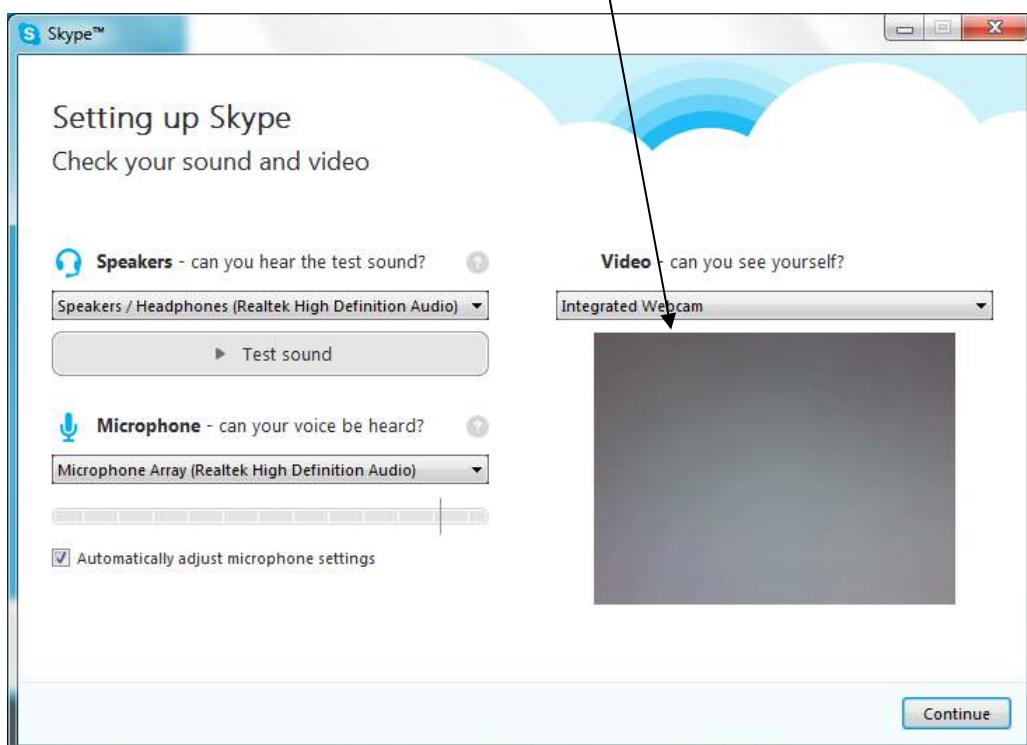 Skype™
Setting up Skype
Check your sound and video
Speakers - can you hear the test sound? ?
Speakers / Headphones (Realtek High Definition Audio)
Test sound
Microphone - can your voice be heard? ?
Microphone Array (Realtek High Definition Audio)
Automatically adjust microphone settings
Video - can you see yourself?
Integrated Webcam
Continue